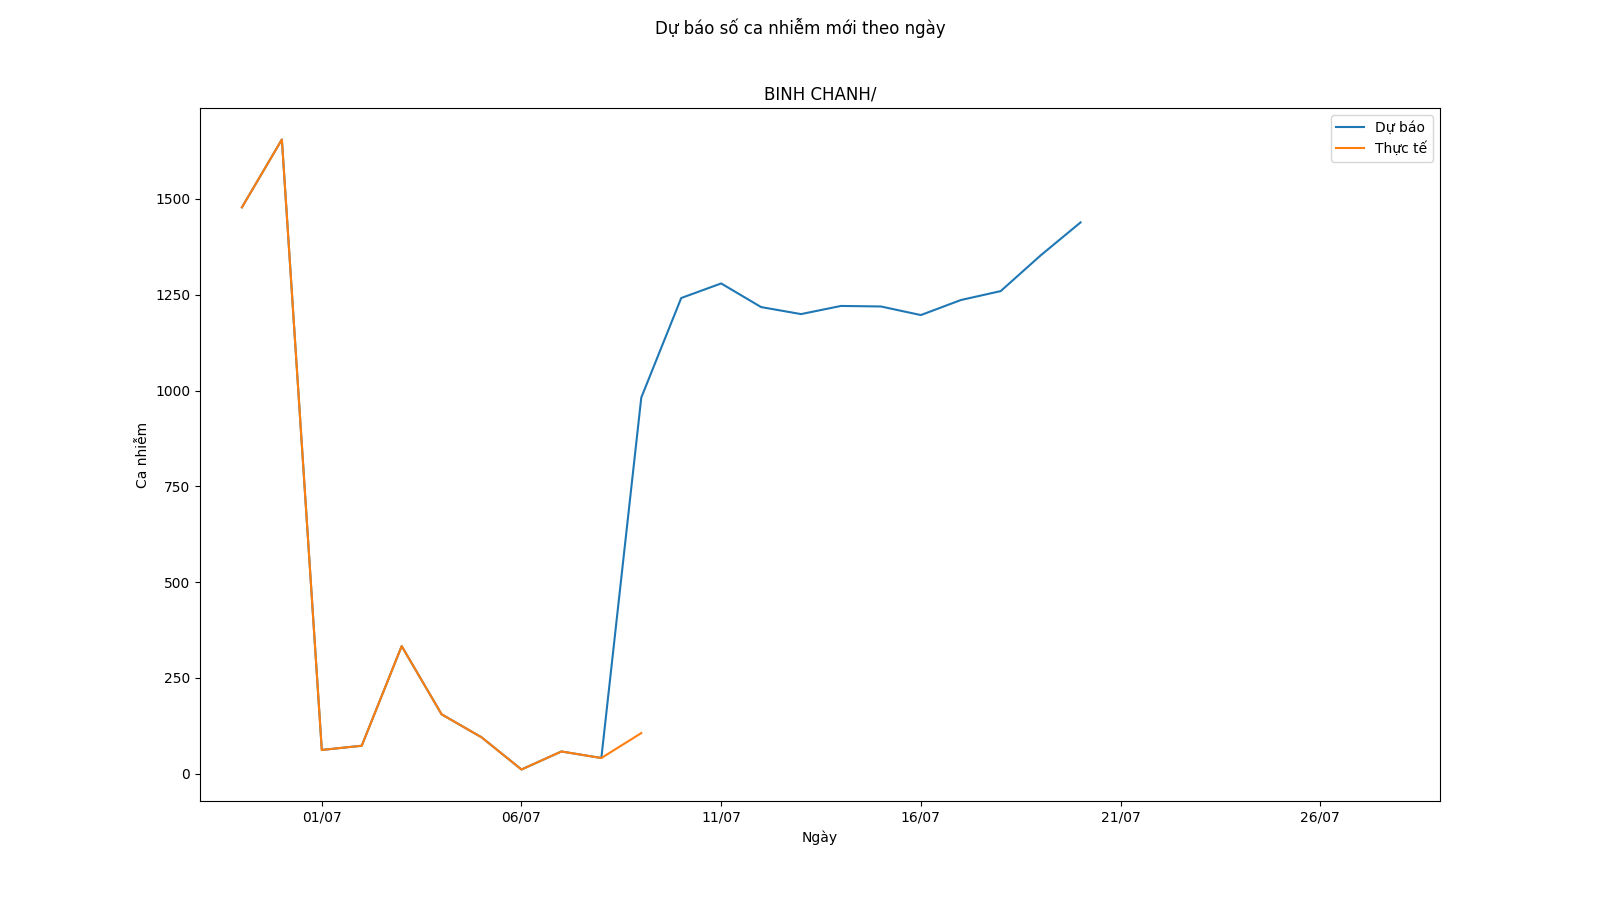 Dự báo số ca nhiễm mới theo ngày
BINH CHANH/
Dự báo
Thực tế
1500
1250
1000
750
500
250
0
Ca nhiễm
01/07
06/07
11/07
16/07
21/07
26/07
Ngày